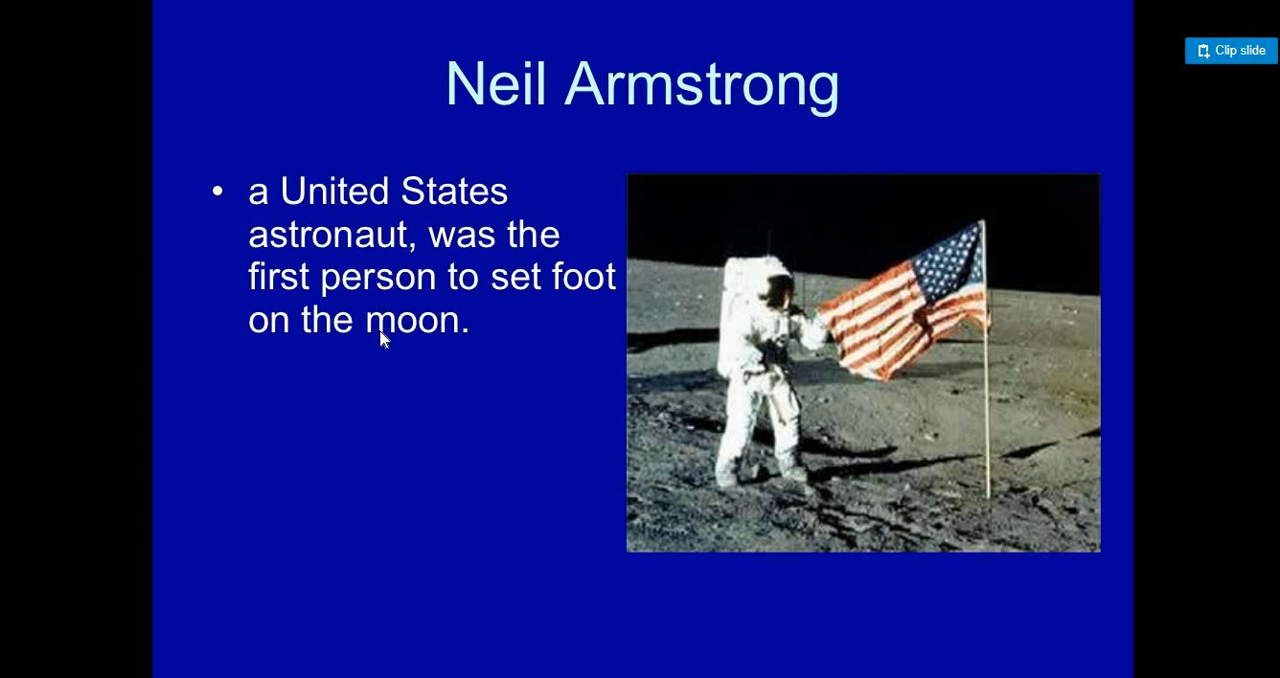 Clip slide
Neil Armstrong
• a United States
astronaut, was the
first person to set foot
on the moon.